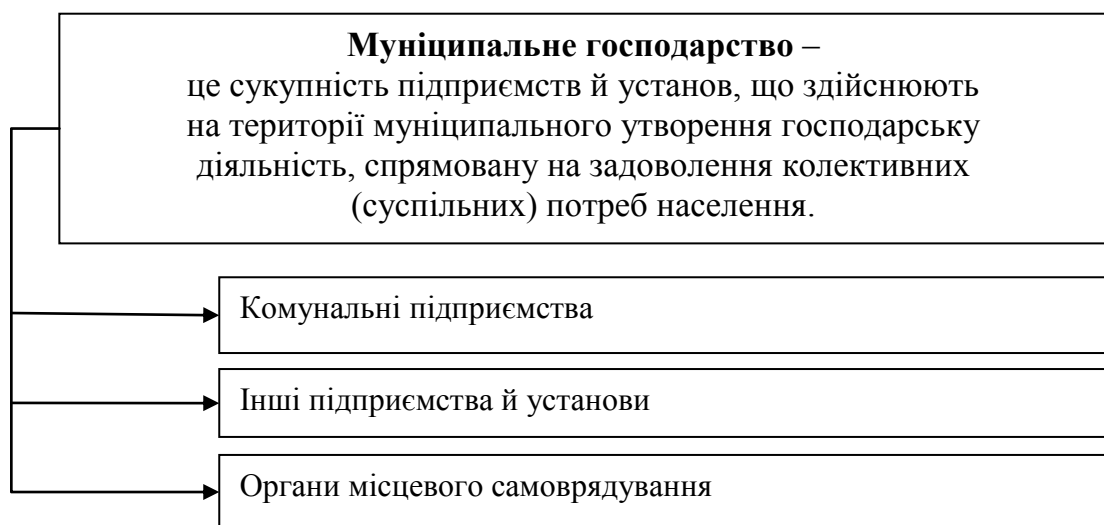 Муніципальне господарство –
це сукупність підприємств й установ, що здійснюють
на території муніципального утворення господарську
діяльність, спрямовану на задоволення колективних
(суспільних) потреб населення.
Комунальні підприємства
Інші підприємства й установи
Органи місцевого самоврядування